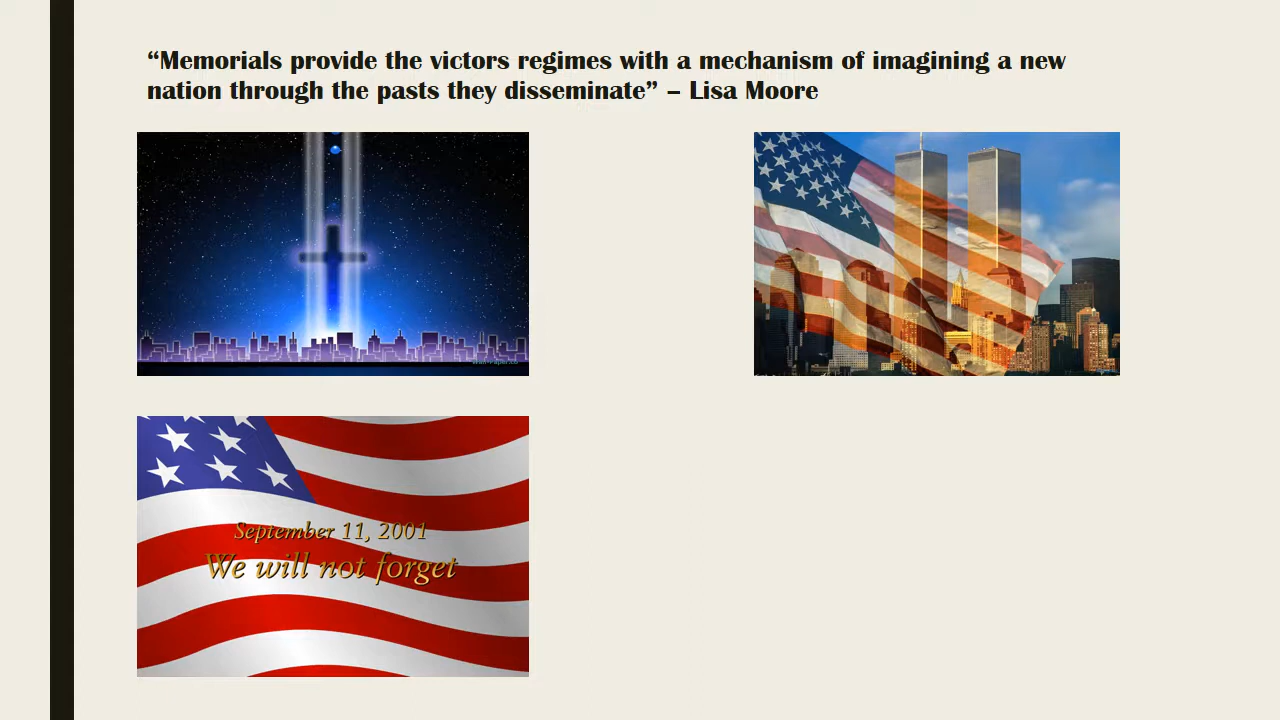 “Memorials provide the victors regimes with a mechanism of imagining a new
nation through the pasts they disseminate” – Lisa Moore
September 11, 2001
We will not forget